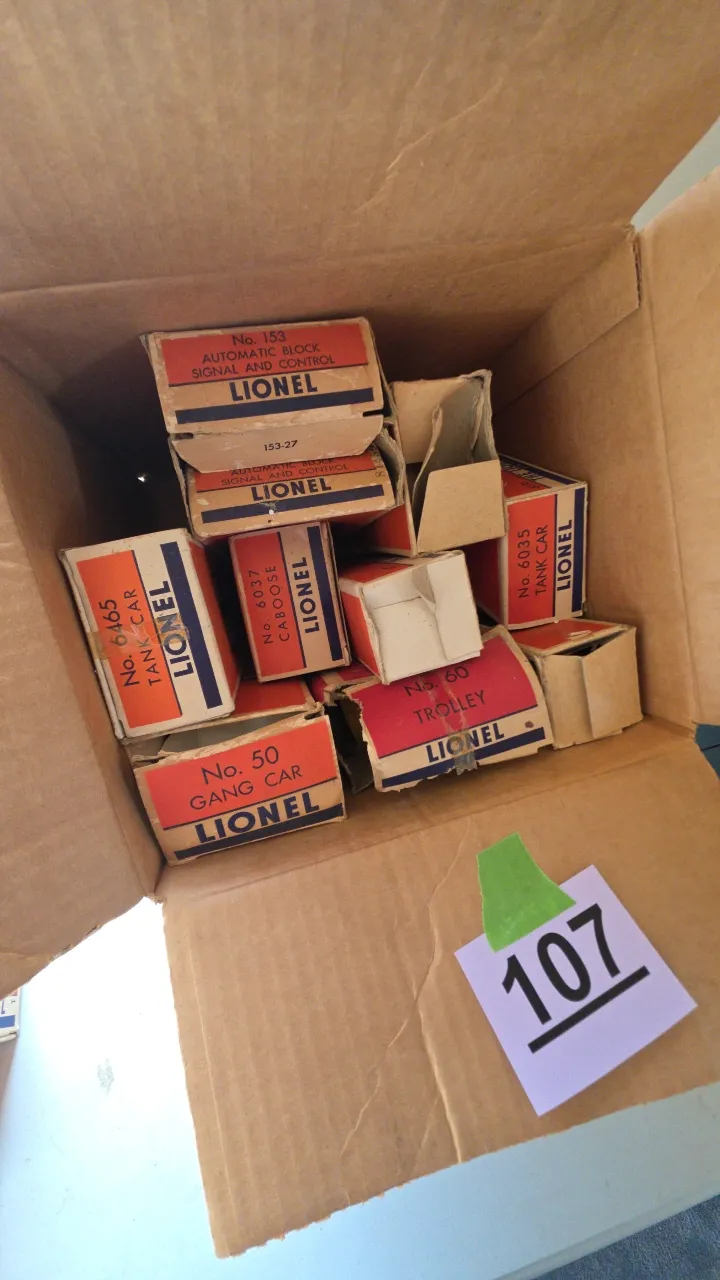 No. 153
AUTOMATIC BLOCK
SIGNAL AND CONTROL
LIONEL
153-27
AUTOMATIC BLOCK
SIGNAL AND CONTROL
LIONEL
No. 6465
TANK CAR
LIONEL
No. 6037
CABOOSE
LIONEL
No. 6035
TANK CAR
LIONEL
No. 60
TROLLEY
LIONEL
No. 50
GANG CAR
LIONEL
107